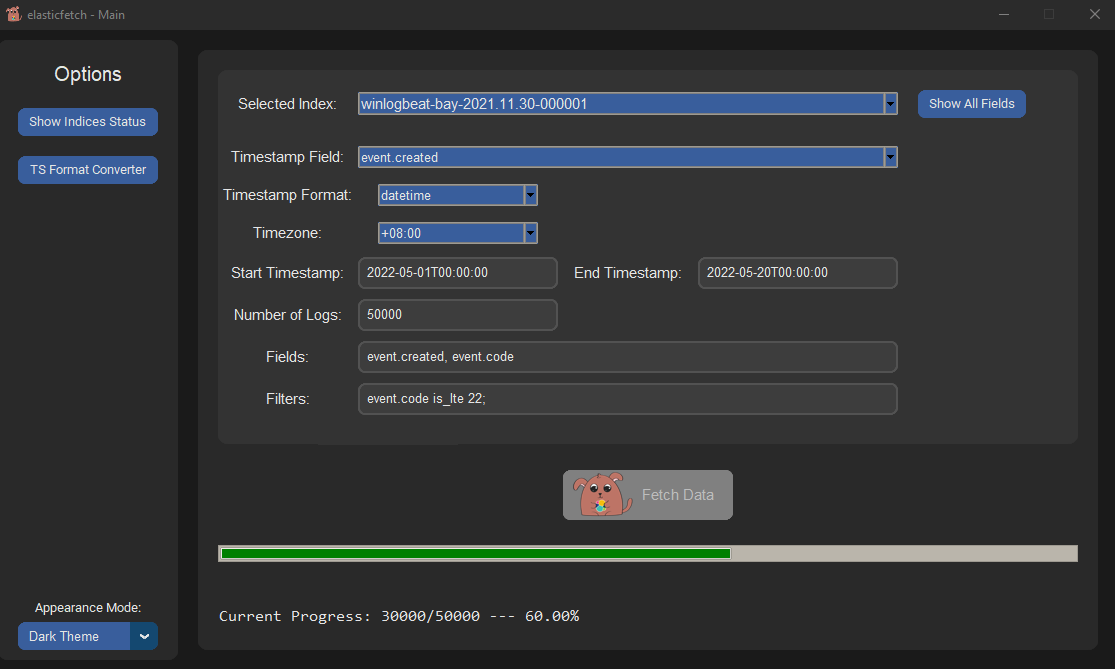 elasticfetch - Main
Options
Show Indices Status
TS Format Converter
Selected Index: winlogbeat-bay-2021.11.30-000001 Show All Fields
Timestamp Field: event.created
Timestamp Format: datetime
Timezone: +08:00
Start Timestamp: 2022-05-01T00:00:00 End Timestamp: 2022-05-20T00:00:00
Number of Logs: 50000
Fields: event.created, event.code
Filters: event.code is_lte 22;
Fetch Data
Current Progress: 30000/50000 --- 60.00%
Appearance Mode:
Dark Theme